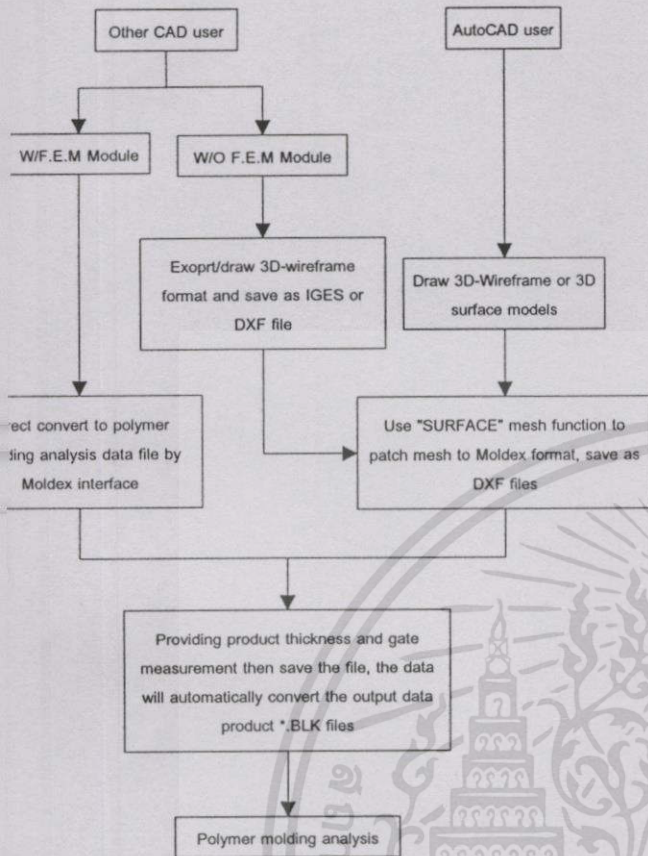 Other CAD user
AutoCAD user
W/F.E.M Module
W/O F.E.M Module
Exoprt/draw 3D-wireframe
format and save as IGES or
DXF file
Draw 3D-Wireframe or 3D
surface models
rect convert to polymer
ding analysis data file by
Moldex interface
Use "SURFACE" mesh function to
patch mesh to Moldex format, save as
DXF files
Providing product thickness and gate
measurement then save the file, the data
will automatically convert the output data
product *.BLK files
Polymer molding analysis